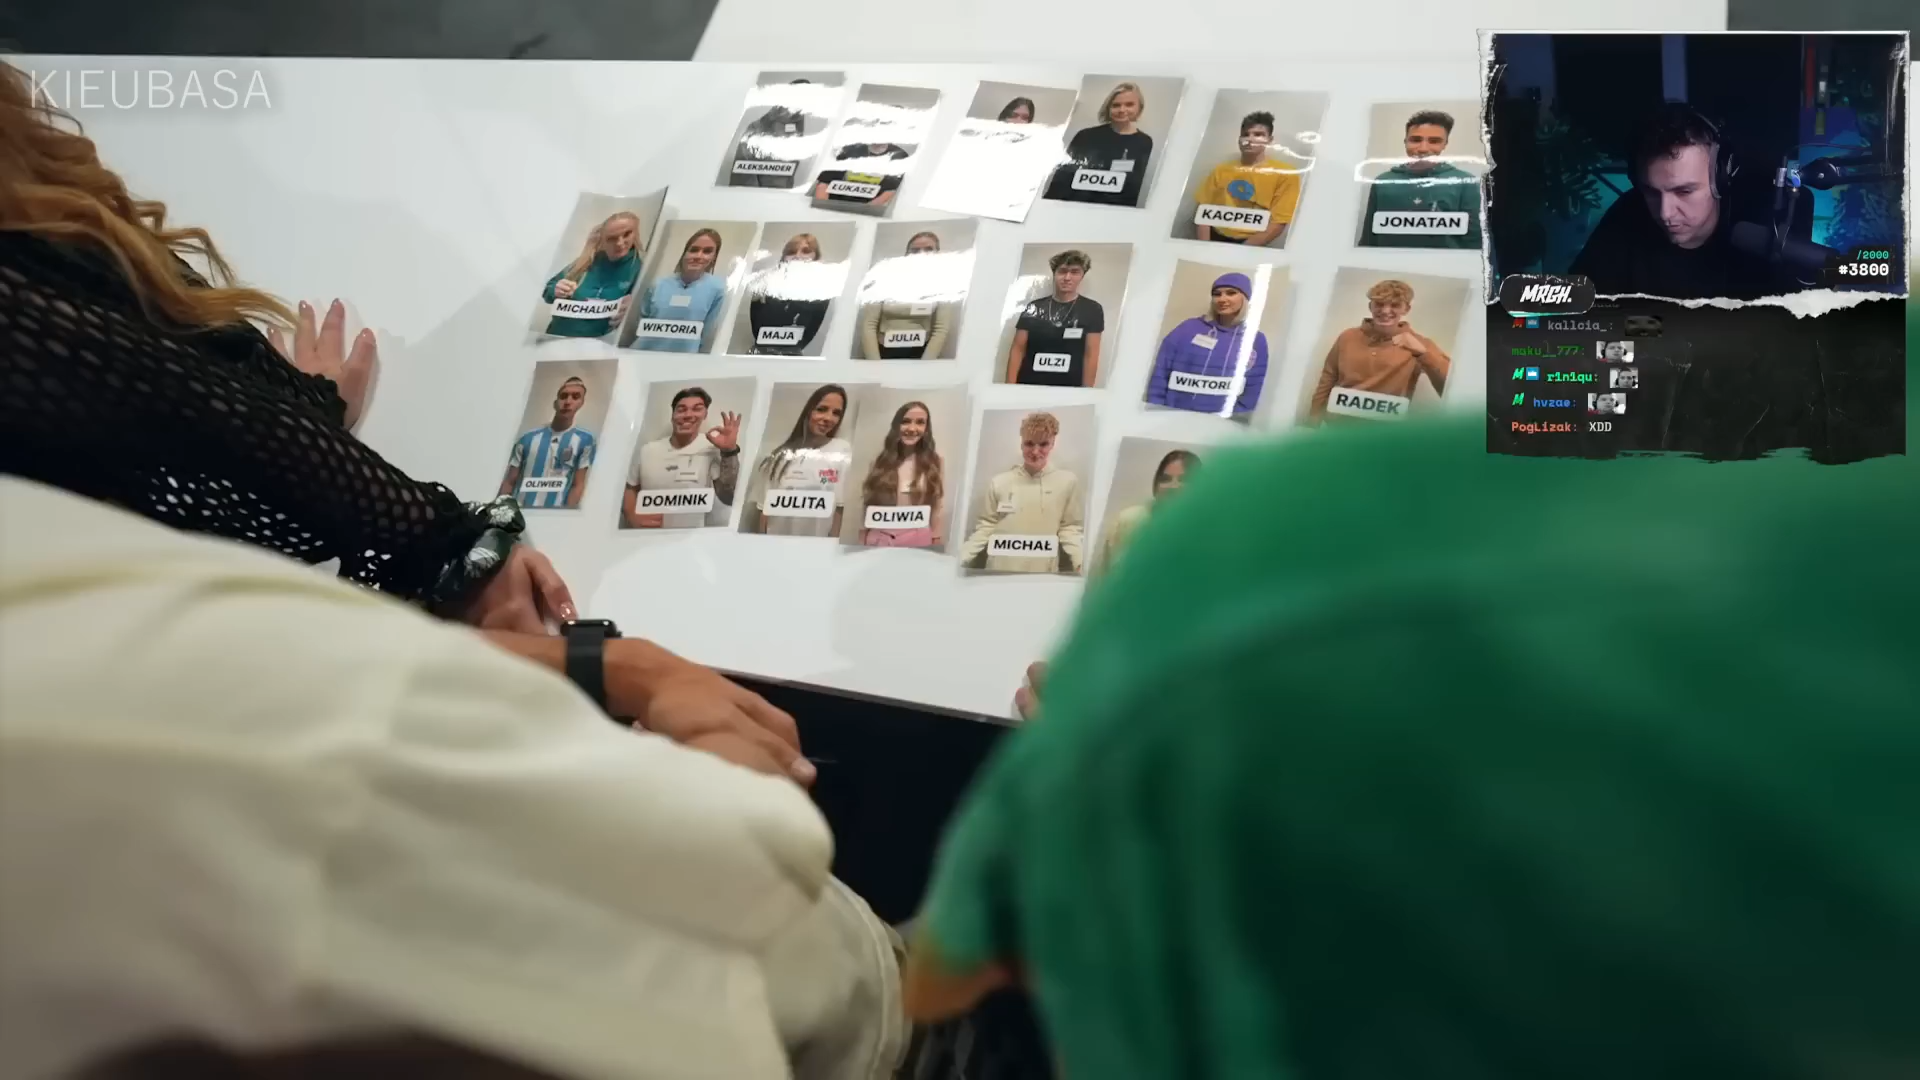 KIEUBASA
ALEKSANDER
ŁUKASZ
POLA
KACPER
JONATAN
MICHALINA
WIKTORIA
MAJA
JULIA
ULZI
RADEK
OLIWIER
DOMINIK
JULITA
OLIWIA
MICHAŁ
/2000
#3800
MRGH.
kallcia_:
maku__777:
r1n1qu:
hvzae:
PogLizak: XDD